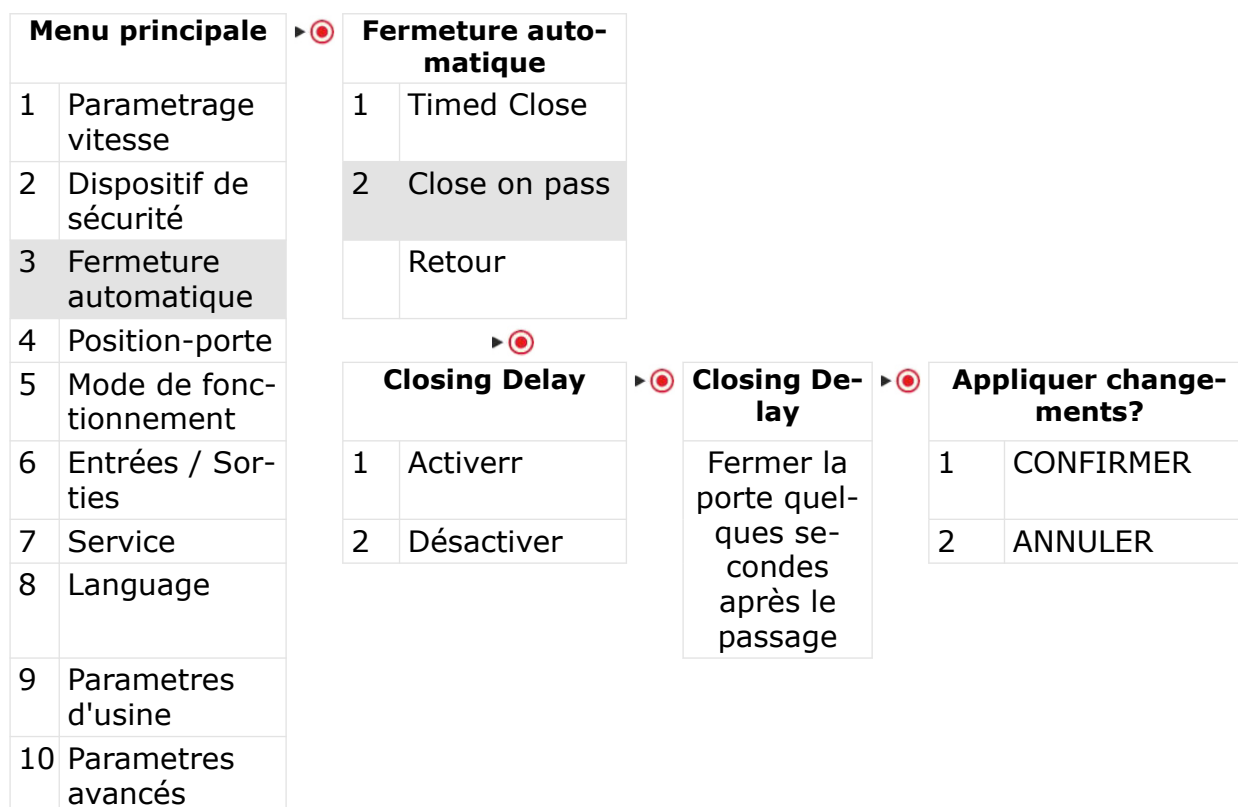 Menu principale
1 Parametrage
vitesse
2 Dispositif de
sécurité
3 Fermeture
automatique
4 Position-porte
5 Mode de fonc-
tionnement
6 Entrées / Sor-
ties
7 Service
8 Language
9 Parametres
d'usine
10 Parametres
avancés
Fermeture auto-
matique
1 Timed Close
2 Close on pass
Retour
Closing Delay
1 Activerr
2 Désactiver
Closing De-
lay
Fermer la
porte quel-
ques se-
condes
après le
passage
Appliquer change-
ments?
1 CONFIRMER
2 ANNULER